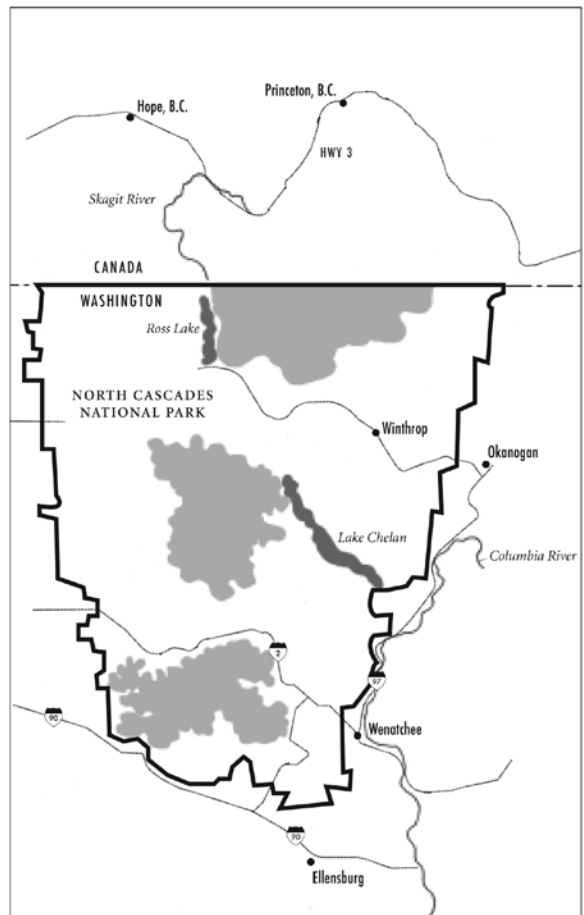 Princeton, B.C.
Hope, B.C.
HWY 3
Skagit River
CANADA
WASHINGTON
Ross Lake
NORTH CASCADES
NATIONAL PARK
Winthrop
Okanogan
Lake Chelan
Columbia River
2
97
90
Wenatchee
90
Ellensburg